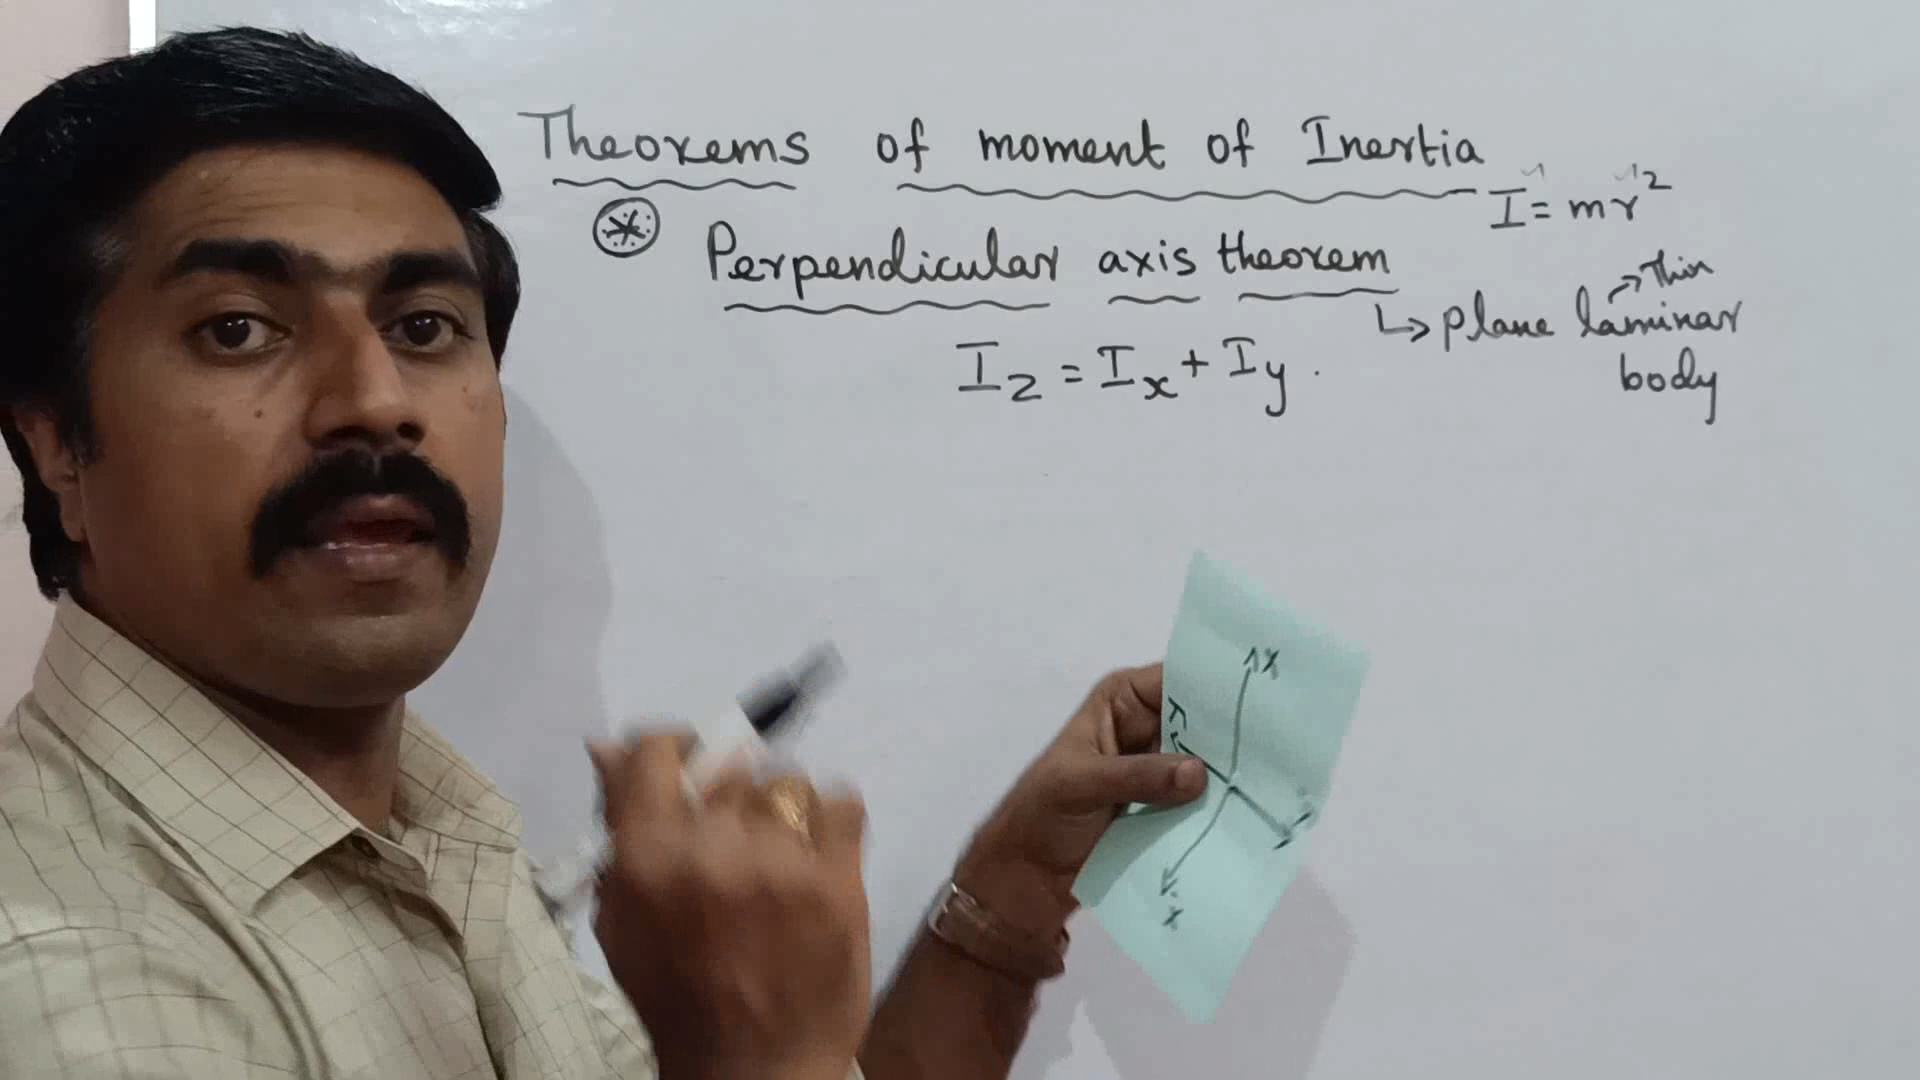 Theorems of moment of Inertia
I = mr²
Perpendicular axis theorem
↳ plane laminar body
→ Thin
I_z = I_x + I_y .
X
Y
X